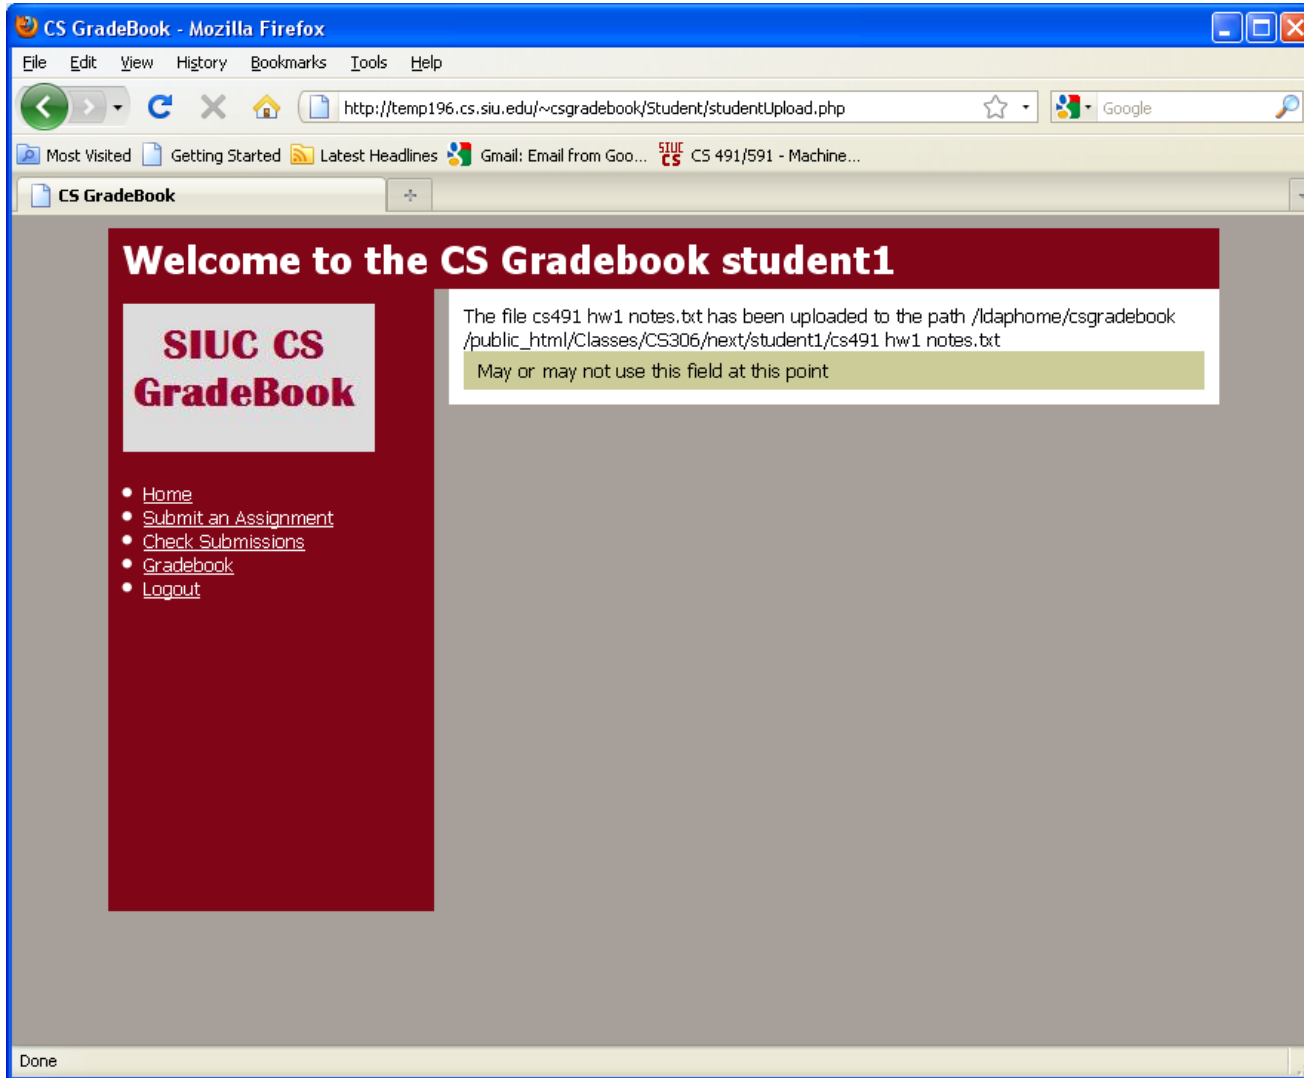 CS GradeBook - Mozilla Firefox
File Edit View History Bookmarks Tools Help
http://temp196.cs.siu.edu/~csgradebook/Student/studentUpload.php Google
Most Visited Getting Started Latest Headlines Gmail: Email from Goo... SIUC CS CS 491/591 - Machine...
CS GradeBook
Welcome to the CS Gradebook student1
SIUC CS
GradeBook
Home
Submit an Assignment
Check Submissions
Gradebook
Logout
The file cs491 hw1 notes.txt has been uploaded to the path /ldaphome/csgradebook
/public_html/Classes/CS306/next/student1/cs491 hw1 notes.txt
May or may not use this field at this point
Done